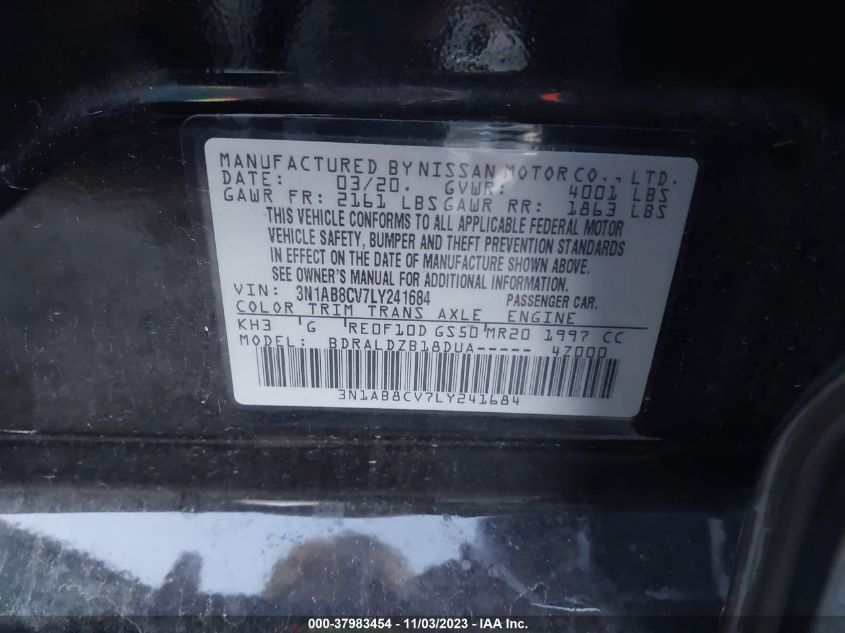 MANUFACTURED BY NISSAN MOTOR CO., LTD.
DATE: 03/20. GVWR: 4001 LBS
GAWR FR: 2161 LBS GAWR RR: 1863 LBS
THIS VEHICLE CONFORMS TO ALL APPLICABLE FEDERAL MOTOR
VEHICLE SAFETY, BUMPER AND THEFT PREVENTION STANDARDS
IN EFFECT ON THE DATE OF MANUFACTURE SHOWN ABOVE.
SEE OWNER'S MANUAL FOR ADDITIONAL INFORMATION.
VIN: 3N1AB8CV7LY241684 PASSENGER CAR.
COLOR TRIM TRANS AXLE ENGINE
KH3 G RE0F10D GS50 MR20 1997 CC
MODEL: BDRALDZB18DUA----- 4Z000
3N1AB8CV7LY241684
000-37983454 - 11/03/2023 - IAA Inc.